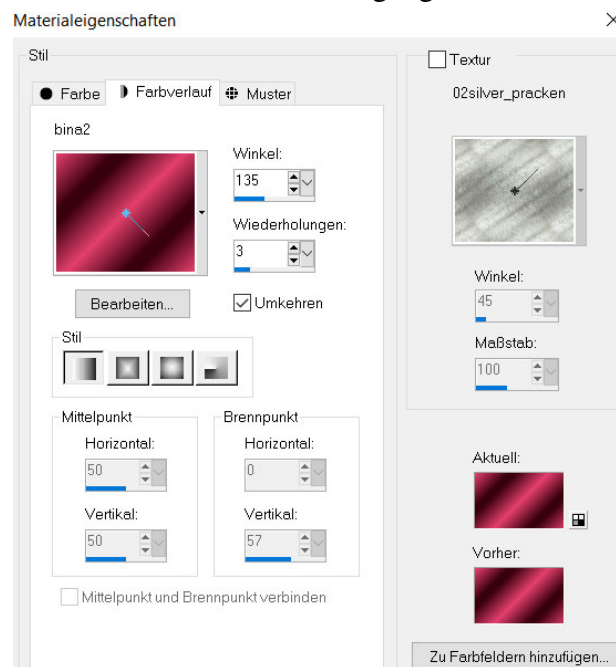 Materialeigenschaften
Stil
Farbe Farbverlauf Muster
bina2
Winkel:
135
Wiederholungen:
3
Bearbeiten...
Umkehren
Stil
Mittelpunkt
Horizontal:
50
Vertikal:
50
Brennpunkt
Horizontal:
0
Vertikal:
57
Mittelpunkt und Brennpunkt verbinden
Textur
02silver_pracken
Winkel:
45
Maßstab:
100
Aktuell:
Vorher:
Zu Farbfeldern hinzufügen...